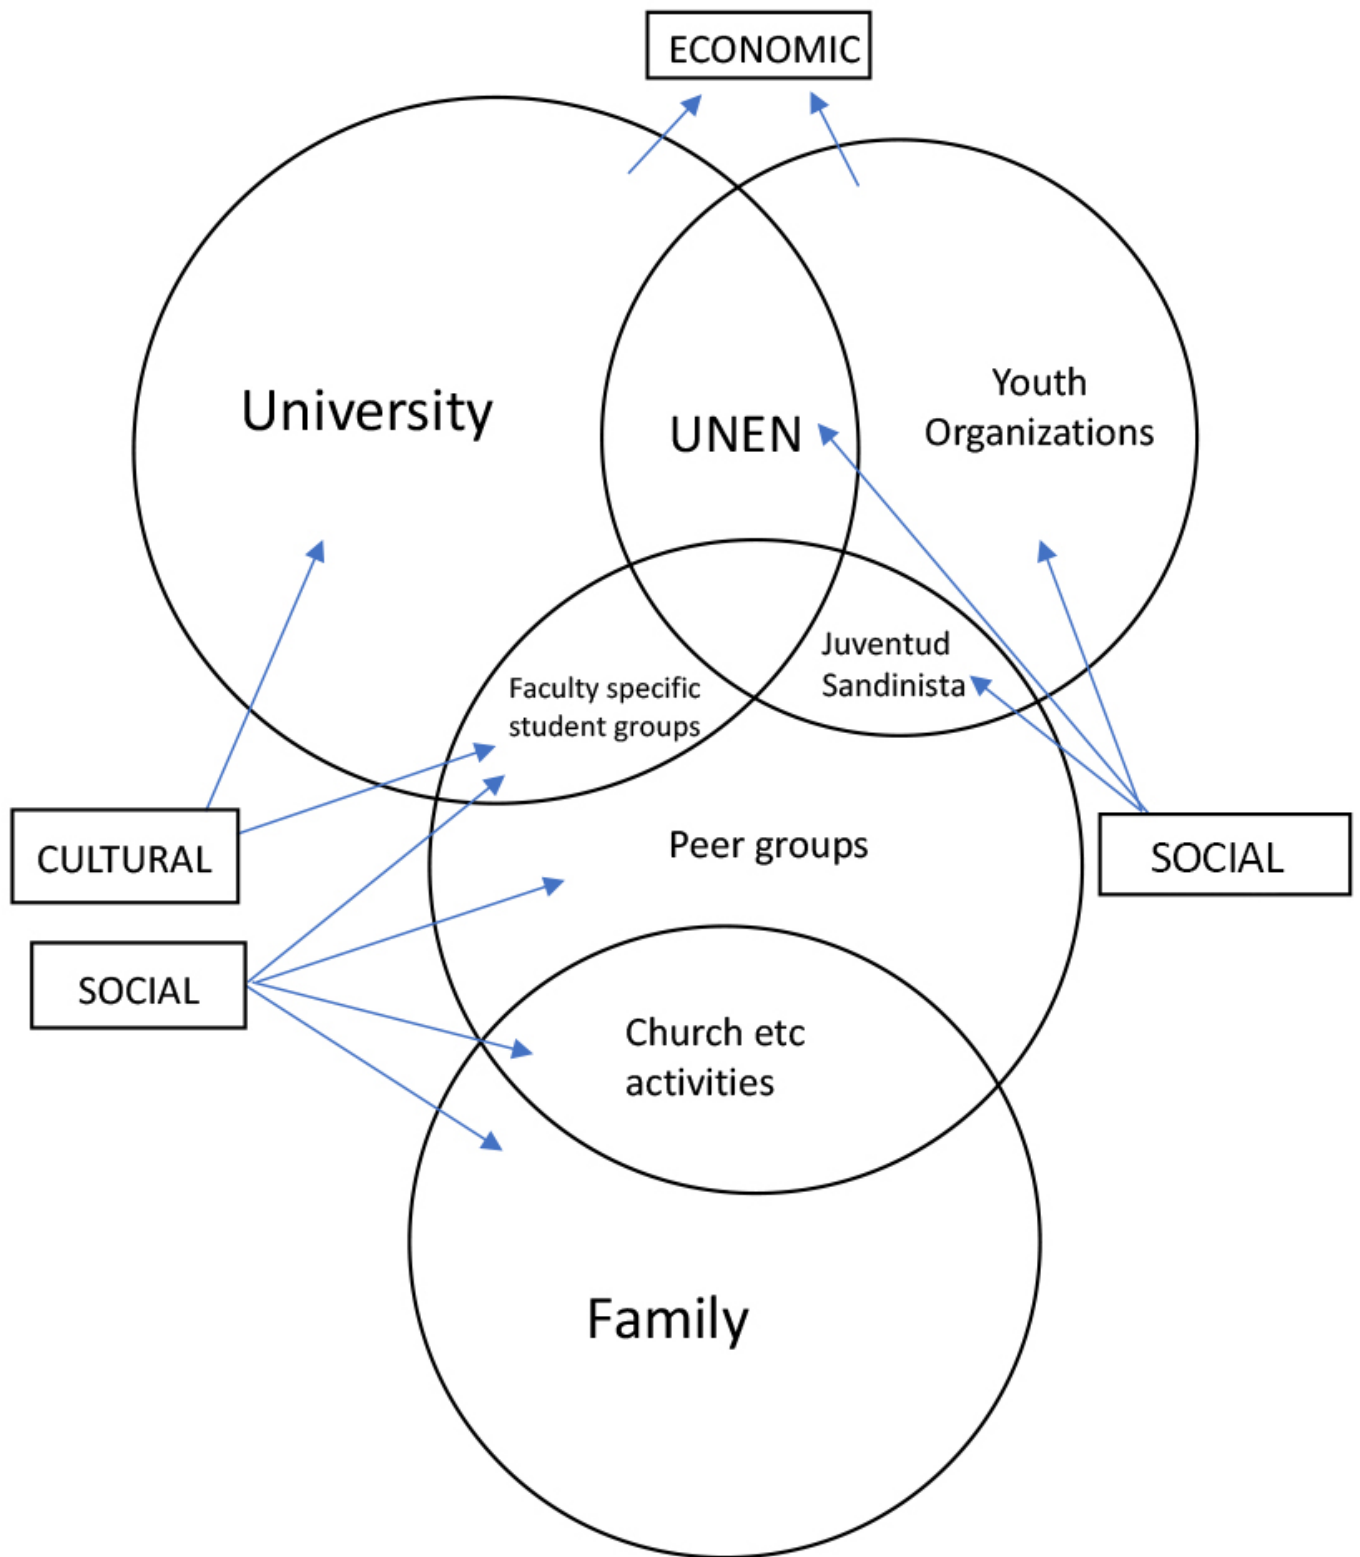 ECONOMIC
University
UNEN
Youth
Organizations
Juventud
Sandinista
Faculty specific
student groups
CULTURAL
Peer groups
SOCIAL
SOCIAL
Church etc
activities
Family